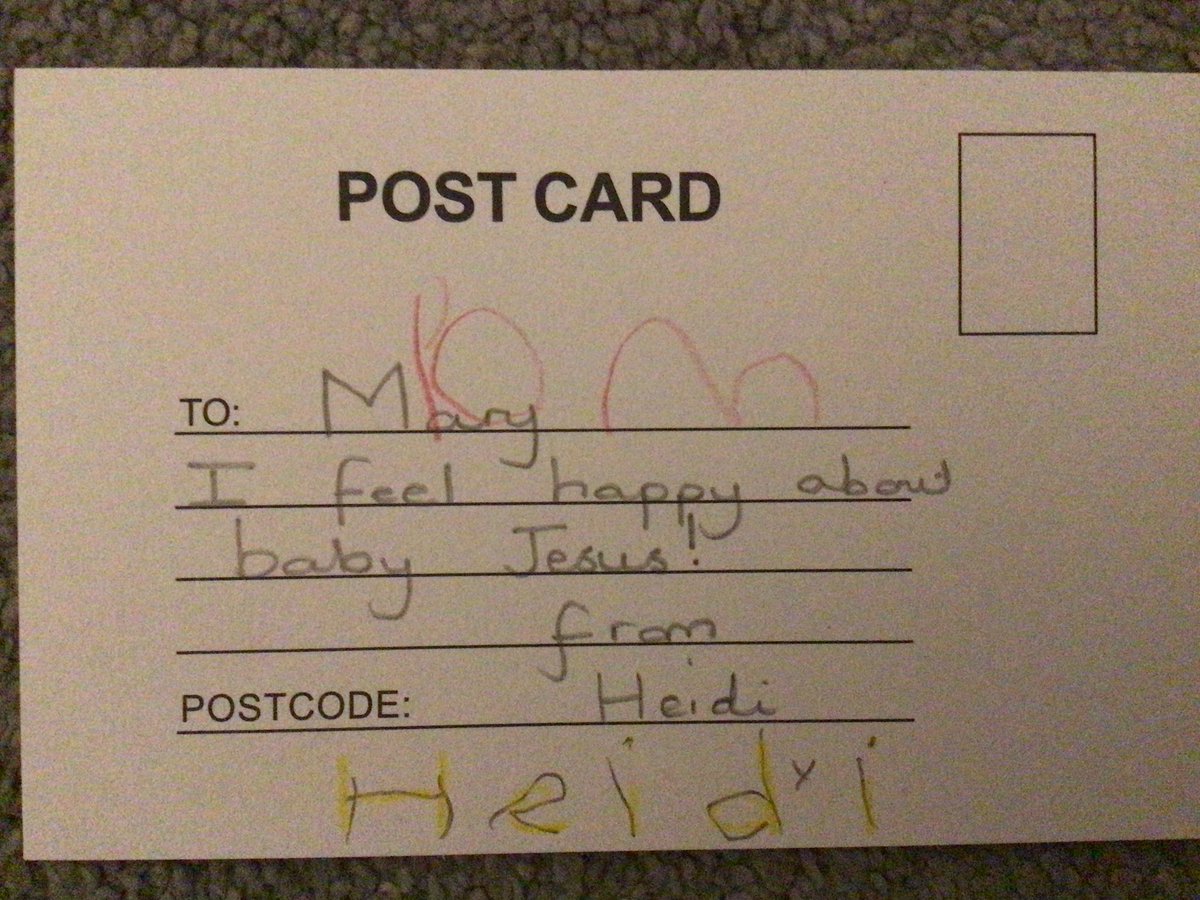 POST CARD
TO: Mary
I feel happy about
baby Jesus!
from
POSTCODE: Heidi
Heidi